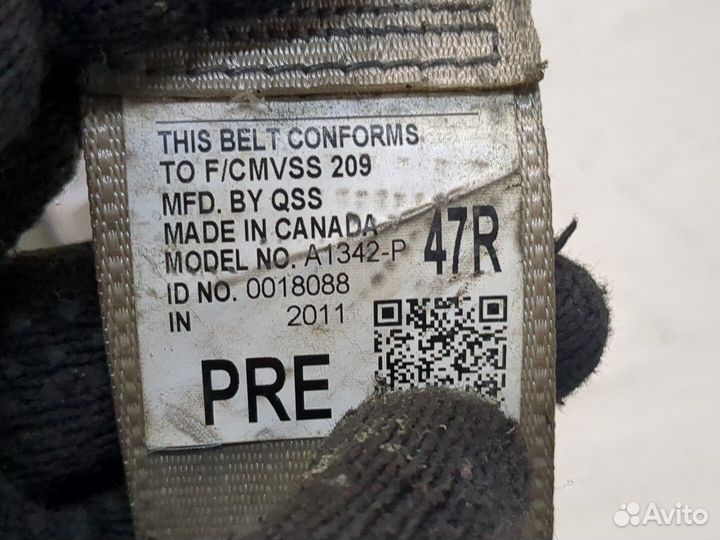 THIS BELT CONFORMS
TO F/CMVSS 209
MFD. BY QSS
MADE IN CANADA
MODEL NO. A1342-P
47R
ID NO. 0018088
IN 2011
PRE
Avito